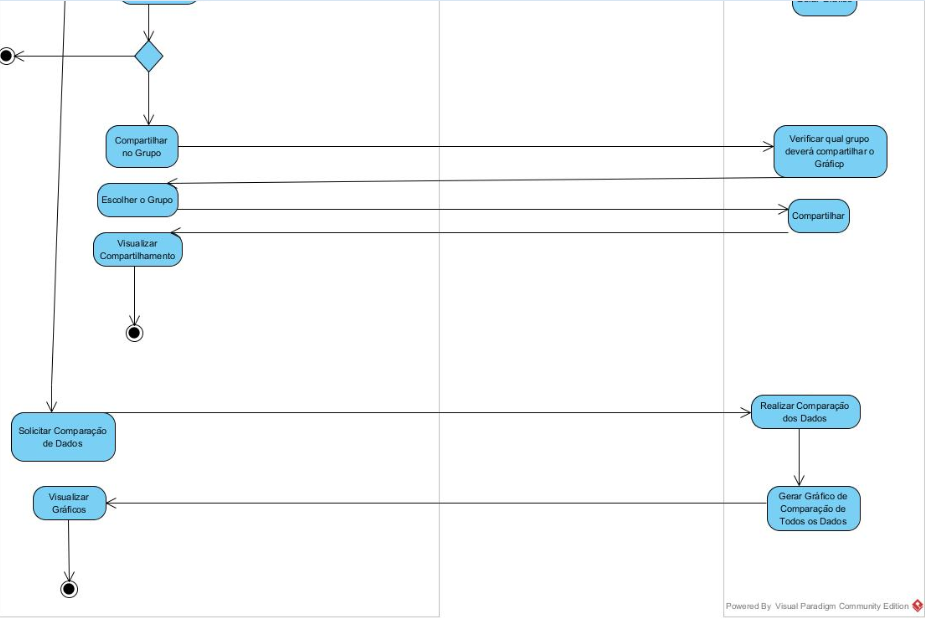 Compartilhar
no Grupo
Verificar qual grupo
deverá compartilhar o
Gráficp
Escolher o Grupo
Compartilhar
Visualizar
Compartilhamento
Realizar Comparação
dos Dados
Solicitar Comparação
de Dados
Visualizar
Gráficos
Gerar Gráfico de
Comparação de
Todos os Dados
Powered By Visual Paradigm Community Edition